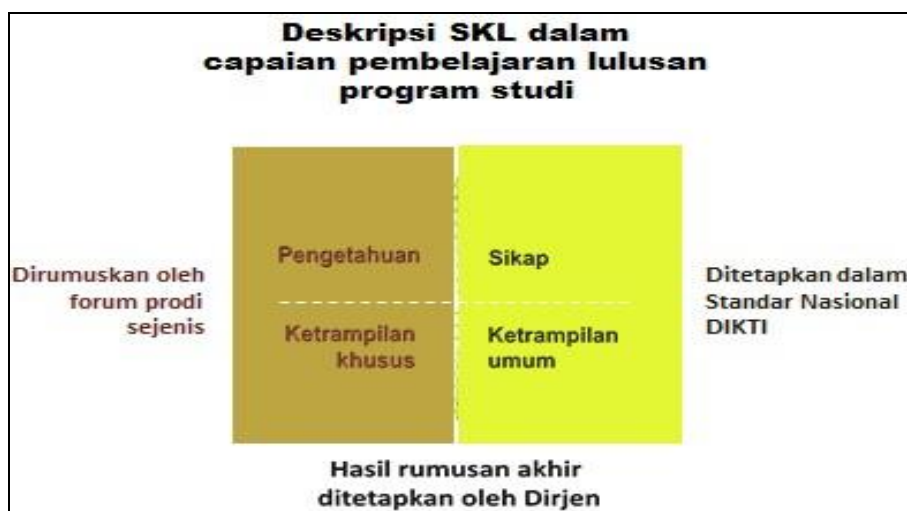 Deskripsi SKL dalam
capaian pembelajaran lulusan
program studi
Dirumuskan oleh
forum prodi
sejenis
Pengetahuan
Ketrampilan
khusus
Sikap
Ketrampilan
umum
Ditetapkan dalam
Standar Nasional
DIKTI
Hasil rumusan akhir
ditetapkan oleh Dirjen